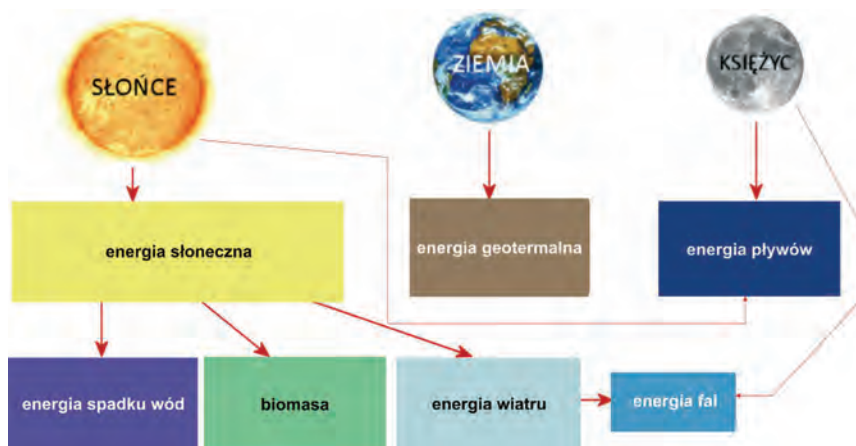 SŁOŃCE
ZIEMIA
KSIĘŻYC
energia słoneczna
energia geotermalna
energia pływów
energia spadku wód
biomasa
energia wiatru
energia fal